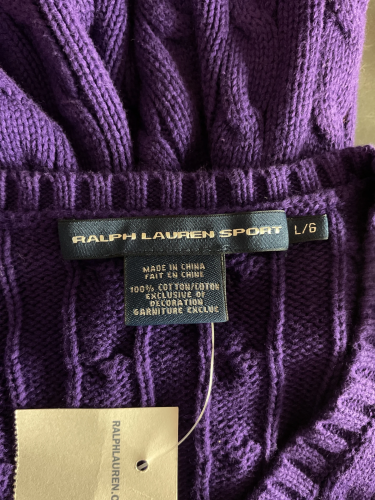 RALPH LAUREN SPORT
L/G
MADE IN CHINA
FAIT EN CHINE
100% COTTON/COTON
EXCLUSIVE OF
DECORATION
GARNITURE EXCLUE
RALPHLAUREN.C